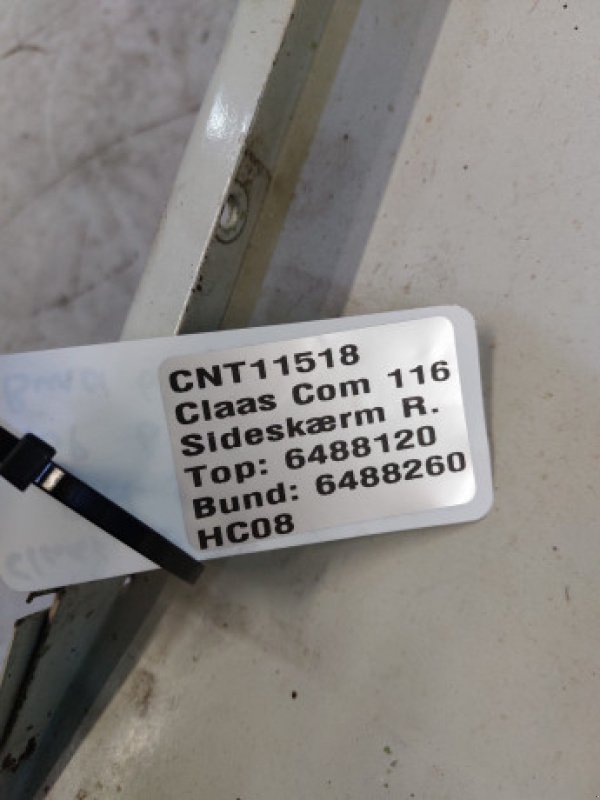 CNT11518
Claas Com 116
Sideskærm R.
Top: 6488120
Bund: 6488260
HC08